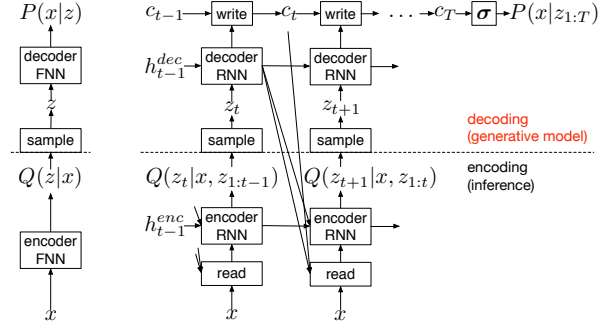 P(x|z)
decoder
FNN
z
sample
Q(z|x)
encoder
FNN
x
c_{t-1} write c_t write ... c_T σ P(x|z_{1:T})
h_{t-1}^{dec} decoder RNN decoder RNN
z_t z_{t+1}
sample sample
decoding
(generative model)
encoding
(inference)
Q(z_t|x, z_{1:t-1}) Q(z_{t+1}|x, z_{1:t})
h_{t-1}^{enc} encoder RNN encoder RNN
read read
x x